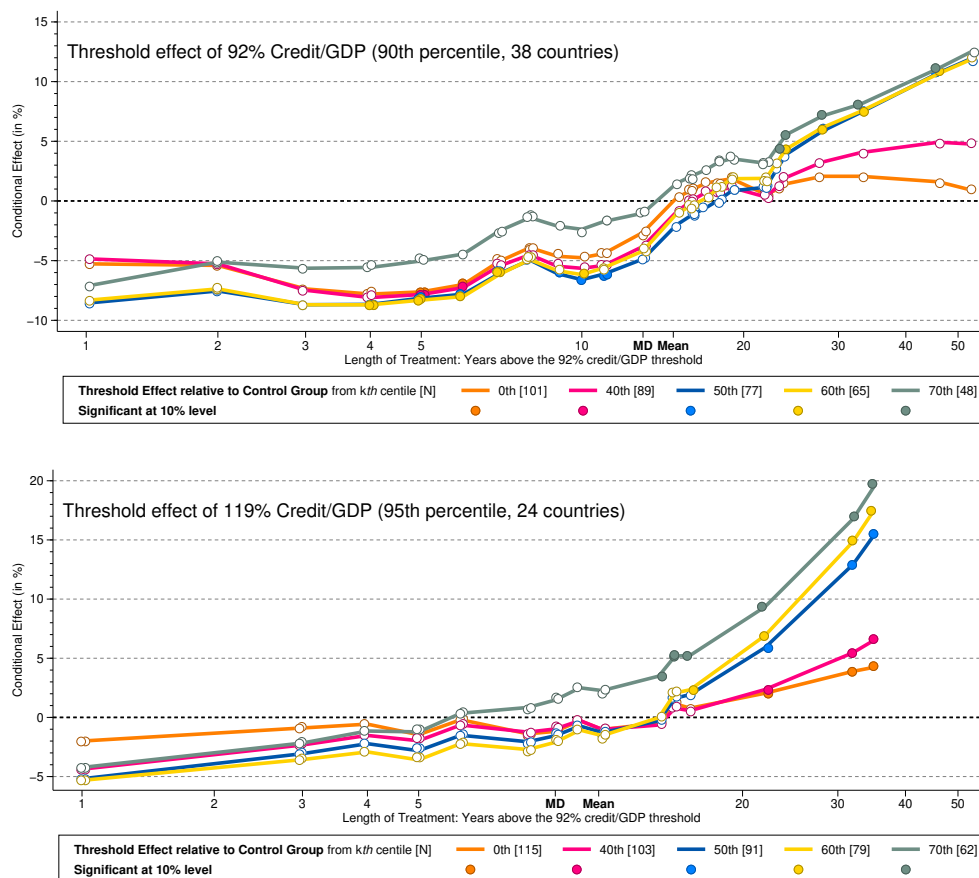 15
Threshold effect of 92% Credit/GDP (90th percentile, 38 countries)
10
5
0
−5
−10
Conditional Effect (in %)
1 2 3 4 5 10 MD Mean 20 30 40 50
Length of Treatment: Years above the 92% credit/GDP threshold
Threshold Effect relative to Control Group from kth centile [N] 0th [101] 40th [89] 50th [77] 60th [65] 70th [48]
Significant at 10% level
20
Threshold effect of 119% Credit/GDP (95th percentile, 24 countries)
15
10
5
0
−5
Conditional Effect (in %)
1 2 3 4 5 MD Mean 20 30 40 50
Length of Treatment: Years above the 92% credit/GDP threshold
Threshold Effect relative to Control Group from kth centile [N] 0th [115] 40th [103] 50th [91] 60th [79] 70th [62]
Significant at 10% level